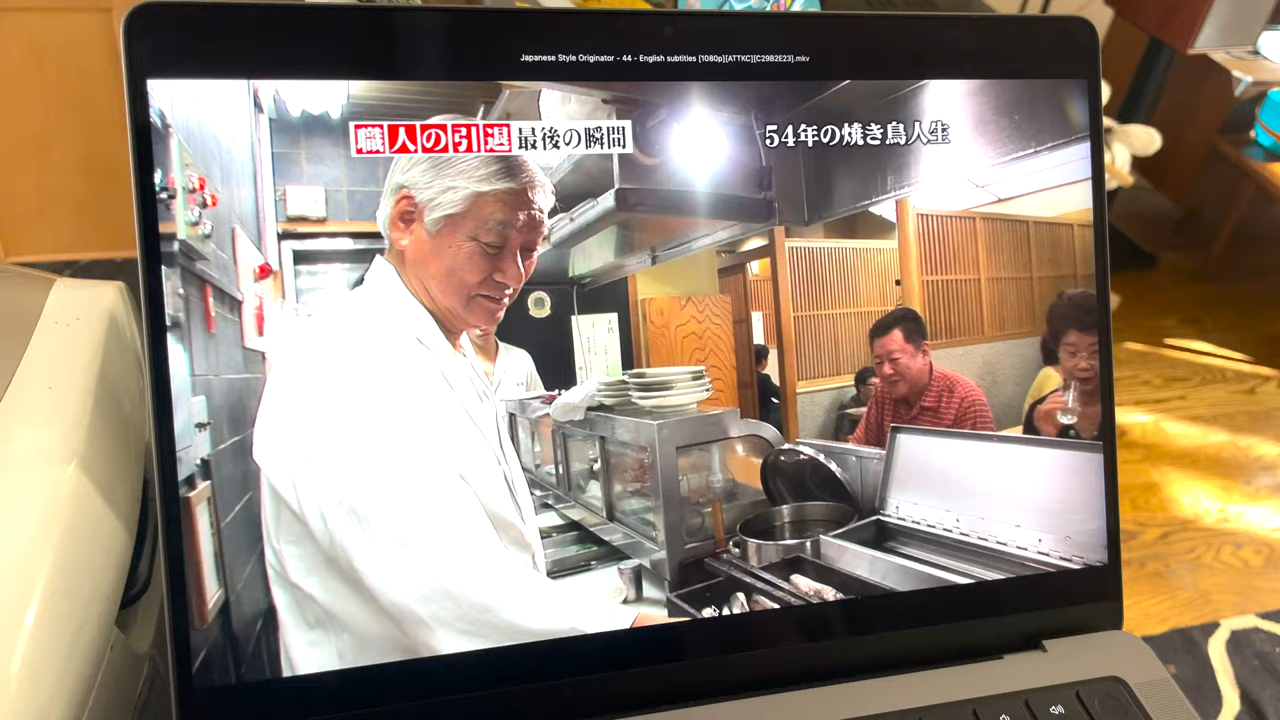 Japanese Style Originator - 44 - English subtitles [1080p][ATTKC][C29B2E23].mkv
職人の引退 最後の瞬間
54年の焼き鳥人生